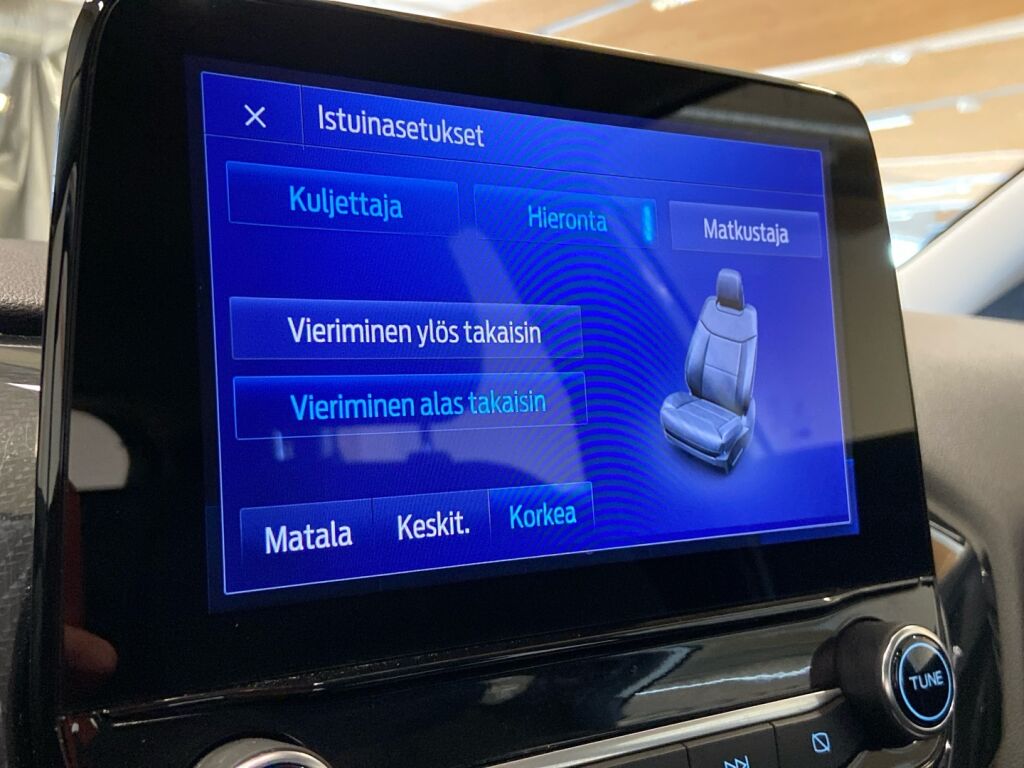 Istuinasetukset
Kuljettaja
Hieronta
Matkustaja
Vieriminen ylös takaisin
Vieriminen alas takaisin
Matala
Keskit.
Korkea
TUNE